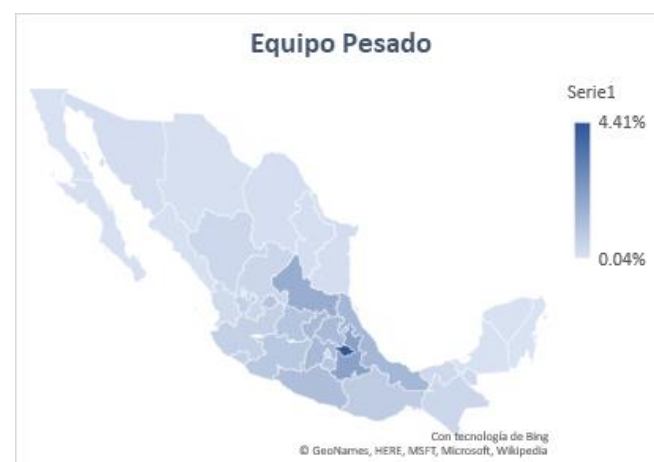 Equipo Pesado
Serie1
4.41%
0.04%
Con tecnología de Bing
© GeoNames, HERE, MSFT, Microsoft, Wikipedia